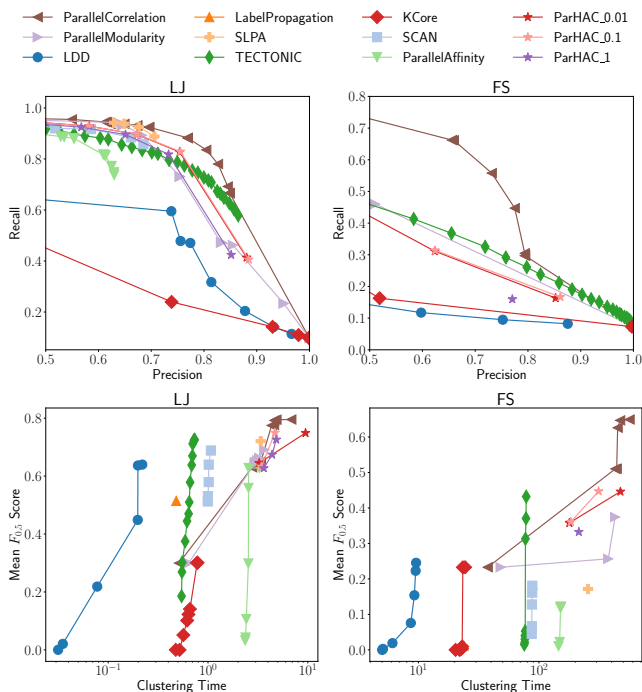 ParallelCorrelation LabelPropagation KCore ParHAC_0.01
ParallelModularity SLPA SCAN ParHAC_0.1
LDD TECTONIC ParallelAffinity ParHAC_1
LJ FS
1.0 0.8
0.7
0.8 0.6
0.5
0.6 0.4
0.4 0.3
0.2
0.2 0.1
0.0
Recall Recall
0.5 0.6 0.7 0.8 0.9 1.0 0.5 0.6 0.7 0.8 0.9 1.0
Precision Precision
LJ FS
0.8 0.7
0.6
0.6 0.5
0.4
0.4 0.3
0.2 0.2
0.1
0.0 0.0
Mean F0.5 Score Mean F0.5 Score
10⁻¹ 10⁰ 10¹ 10¹ 10²
Clustering Time Clustering Time